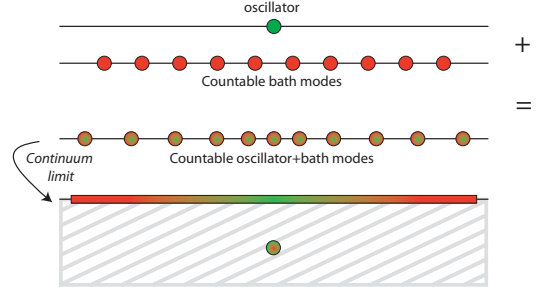 oscillator
+
Countable bath modes
=
Countable oscillator+bath modes
Continuum
limit